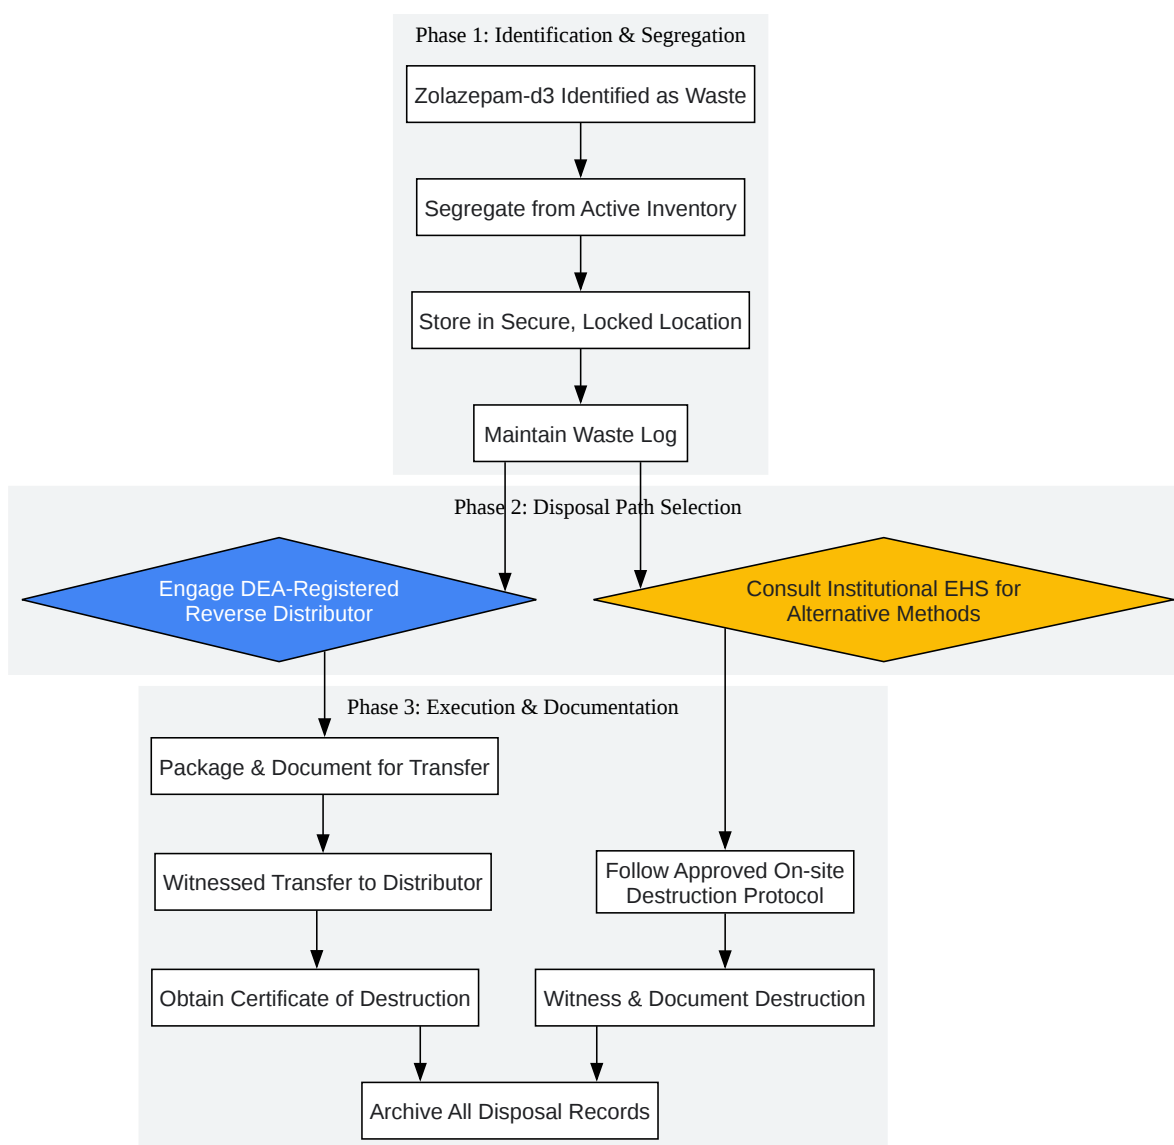 Phase 1: Identification & Segregation
Zolazepam-d3 Identified as Waste
Segregate from Active Inventory
Store in Secure, Locked Location
Maintain Waste Log
Phase 2: Disposal Path Selection
Engage DEA-Registered
Reverse Distributor
Consult Institutional EHS for
Alternative Methods
Phase 3: Execution & Documentation
Package & Document for Transfer
Witnessed Transfer to Distributor
Obtain Certificate of Destruction
Follow Approved On-site
Destruction Protocol
Witness & Document Destruction
Archive All Disposal Records